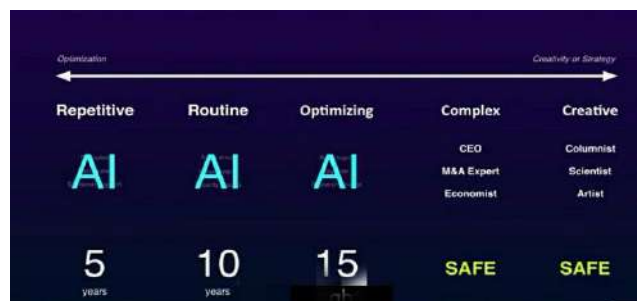 Optimization Creativity or Strategy
Repetitive Routine Optimizing Complex Creative
CEO Columnist
AI AI AI M&A Expert Scientist
Economist Artist
5 10 15 SAFE SAFE
years years